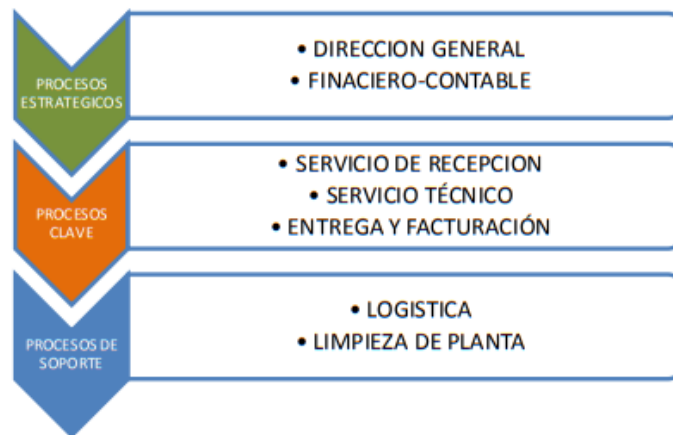 PROCESOS
ESTRATEGICOS
• DIRECCION GENERAL
• FINACIERO-CONTABLE
PROCESOS
CLAVE
• SERVICIO DE RECEPCION
• SERVICIO TÉCNICO
• ENTREGA Y FACTURACIÓN
PROCESOS DE
SOPORTE
• LOGISTICA
• LIMPIEZA DE PLANTA